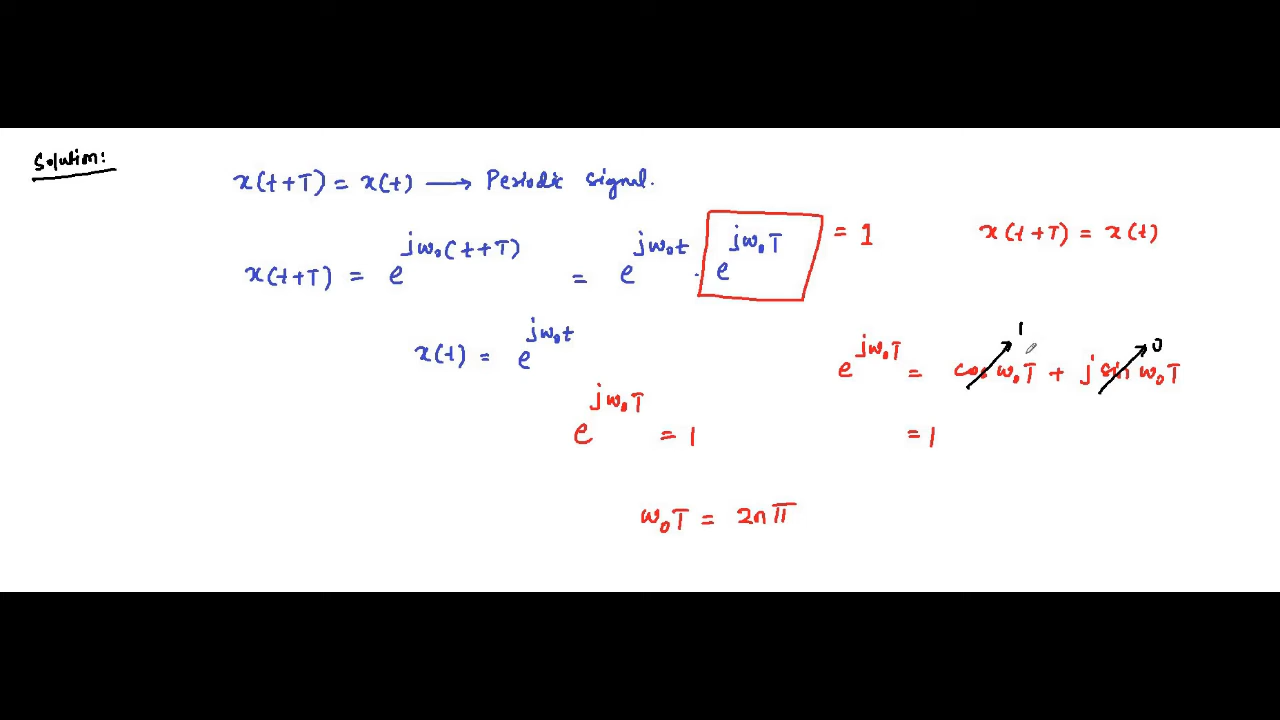 Solution:
x(t+T) = x(t) ⟶ Periodic signal.
x(t+T) = e^{jω₀(t+T)} = e^{jω₀t} · e^{jω₀T} = 1
x(t+T) = x(t)
x(t) = e^{jω₀t}
e^{jω₀T} = 1
ω₀T = 2nπ
e^{jω₀T} = cos ω₀T + j sin ω₀T
1 0
= 1